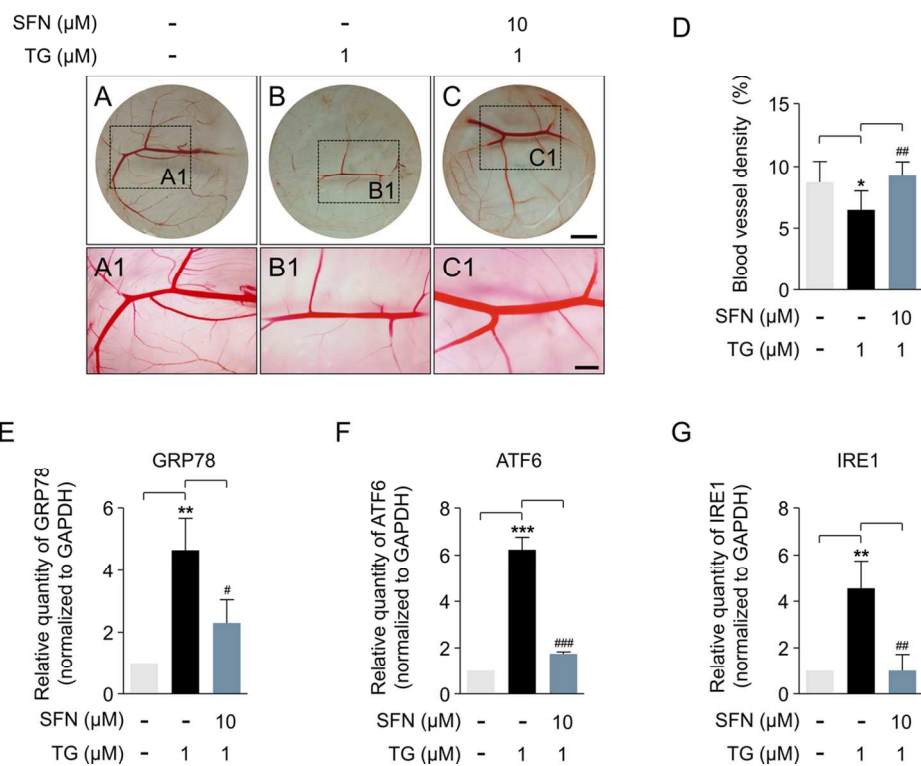 SFN (µM) - - 10
TG (µM) - 1 1
A
A1
B
B1
C
C1
A1
B1
C1
D
Blood vessel density (%)
15
10
5
0
*
##
SFN (µM) - - 10
TG (µM) - 1 1
E
GRP78
Relative quantity of GRP78
(normalized to GAPDH)
6
4
2
0
**
#
SFN (µM) - - 10
TG (µM) - 1 1
F
ATF6
Relative quantity of ATF6
(normalized to GAPDH)
8
6
4
2
0
***
###
SFN (µM) - - 10
TG (µM) - 1 1
G
IRE1
Relative quantity of IRE1
(normalized to GAPDH)
8
6
4
2
0
**
##
SFN (µM) - - 10
TG (µM) - 1 1